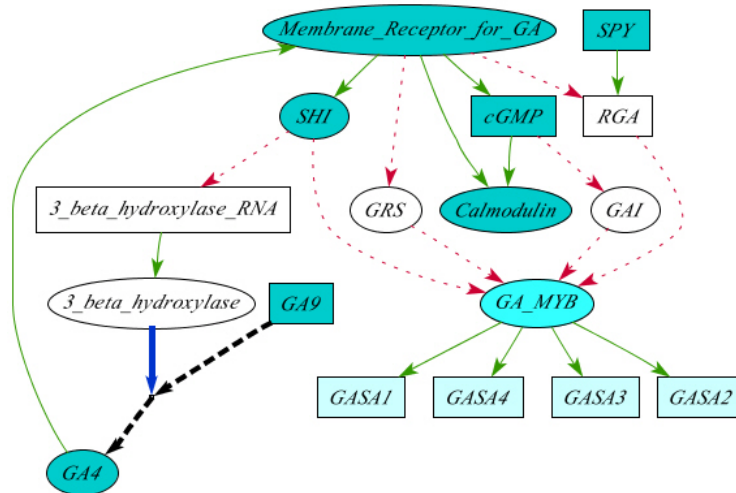 Membrane_Receptor_for_GA
SPY
SHI
cGMP
RGA
3_beta_hydroxylase_RNA
GRS
Calmodulin
GAI
3_beta_hydroxylase
GA9
GA_MYB
GASA1
GASA4
GASA3
GASA2
GA4